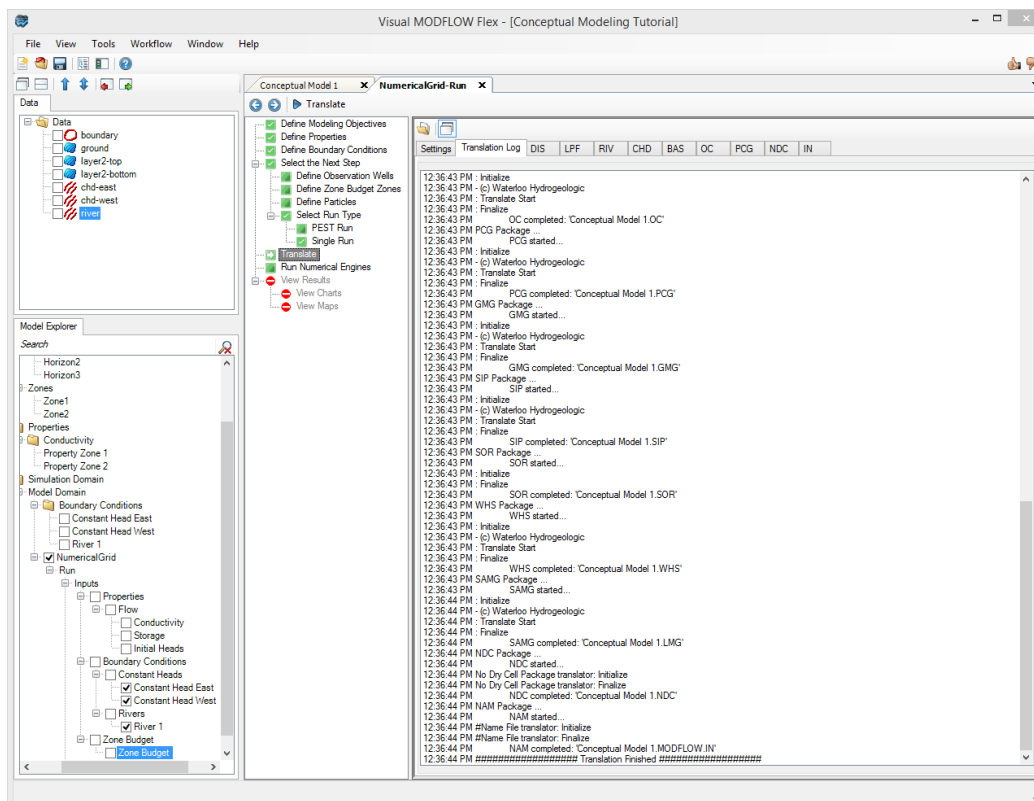 Visual MODFLOW Flex - [Conceptual Modeling Tutorial]
File View Tools Workflow Window Help
Data
Data
boundary
ground
layer2-top
layer2-bottom
chd-east
chd-west
river
Model Explorer
Search
Horizon2
Horizon3
Zones
Zone1
Zone2
Properties
Conductivity
Property Zone 1
Property Zone 2
Simulation Domain
Model Domain
Boundary Conditions
Constant Head East
Constant Head West
River 1
NumericalGrid
Run
Inputs
Properties
Flow
Conductivity
Storage
Initial Heads
Boundary Conditions
Constant Heads
Constant Head East
Constant Head West
Rivers
River 1
Zone Budget
Zone Budget
Conceptual Model 1 X NumericalGrid-Run X
Translate
Define Modeling Objectives
Define Properties
Define Boundary Conditions
Select the Next Step
Define Observation Wells
Define Zone Budget Zones
Define Particles
Select Run Type
PEST Run
Single Run
Translate
Run Numerical Engines
View Results
View Charts
View Maps
Settings Translation Log DIS LPF RIV CHD BAS OC PCG NDC IN
12:36:43 PM : Initialize
12:36:43 PM - (c) Waterloo Hydrogeologic
12:36:43 PM : Translate Start
12:36:43 PM : Finalize
12:36:43 PM OC completed: 'Conceptual Model 1.OC'
12:36:43 PM PCG Package ...
12:36:43 PM PCG started...
12:36:43 PM : Initialize
12:36:43 PM - (c) Waterloo Hydrogeologic
12:36:43 PM : Translate Start
12:36:43 PM : Finalize
12:36:43 PM PCG completed: 'Conceptual Model 1.PCG'
12:36:43 PM GMG Package ...
12:36:43 PM GMG started...
12:36:43 PM : Initialize
12:36:43 PM - (c) Waterloo Hydrogeologic
12:36:43 PM : Translate Start
12:36:43 PM : Finalize
12:36:43 PM GMG completed: 'Conceptual Model 1.GMG'
12:36:43 PM SIP Package ...
12:36:43 PM SIP started...
12:36:43 PM : Initialize
12:36:43 PM - (c) Waterloo Hydrogeologic
12:36:43 PM : Translate Start
12:36:43 PM : Finalize
12:36:43 PM SIP completed: 'Conceptual Model 1.SIP'
12:36:43 PM SOR Package ...
12:36:43 PM SOR started...
12:36:43 PM : Initialize
12:36:43 PM : Finalize
12:36:43 PM SOR completed: 'Conceptual Model 1.SOR'
12:36:43 PM WHS Package ...
12:36:43 PM WHS started...
12:36:43 PM : Initialize
12:36:43 PM - (c) Waterloo Hydrogeologic
12:36:43 PM : Translate Start
12:36:43 PM : Finalize
12:36:43 PM WHS completed: 'Conceptual Model 1.WHS'
12:36:43 PM SAMG Package ...
12:36:43 PM SAMG started...
12:36:44 PM : Initialize
12:36:44 PM - (c) Waterloo Hydrogeologic
12:36:44 PM : Translate Start
12:36:44 PM : Finalize
12:36:44 PM SAMG completed: 'Conceptual Model 1.LMG'
12:36:44 PM NDC Package ...
12:36:44 PM NDC started...
12:36:44 PM No Dry Cell Package translator: Initialize
12:36:44 PM No Dry Cell Package translator: Finalize
12:36:44 PM NDC completed: 'Conceptual Model 1.NDC'
12:36:44 PM NAM Package ...
12:36:44 PM NAM started...
12:36:44 PM #Name File translator: Initialize
12:36:44 PM #Name File translator: Finalize
12:36:44 PM NAM completed: 'Conceptual Model 1.MODFLOW.IN'
12:36:44 PM ################## Translation Finished ##################